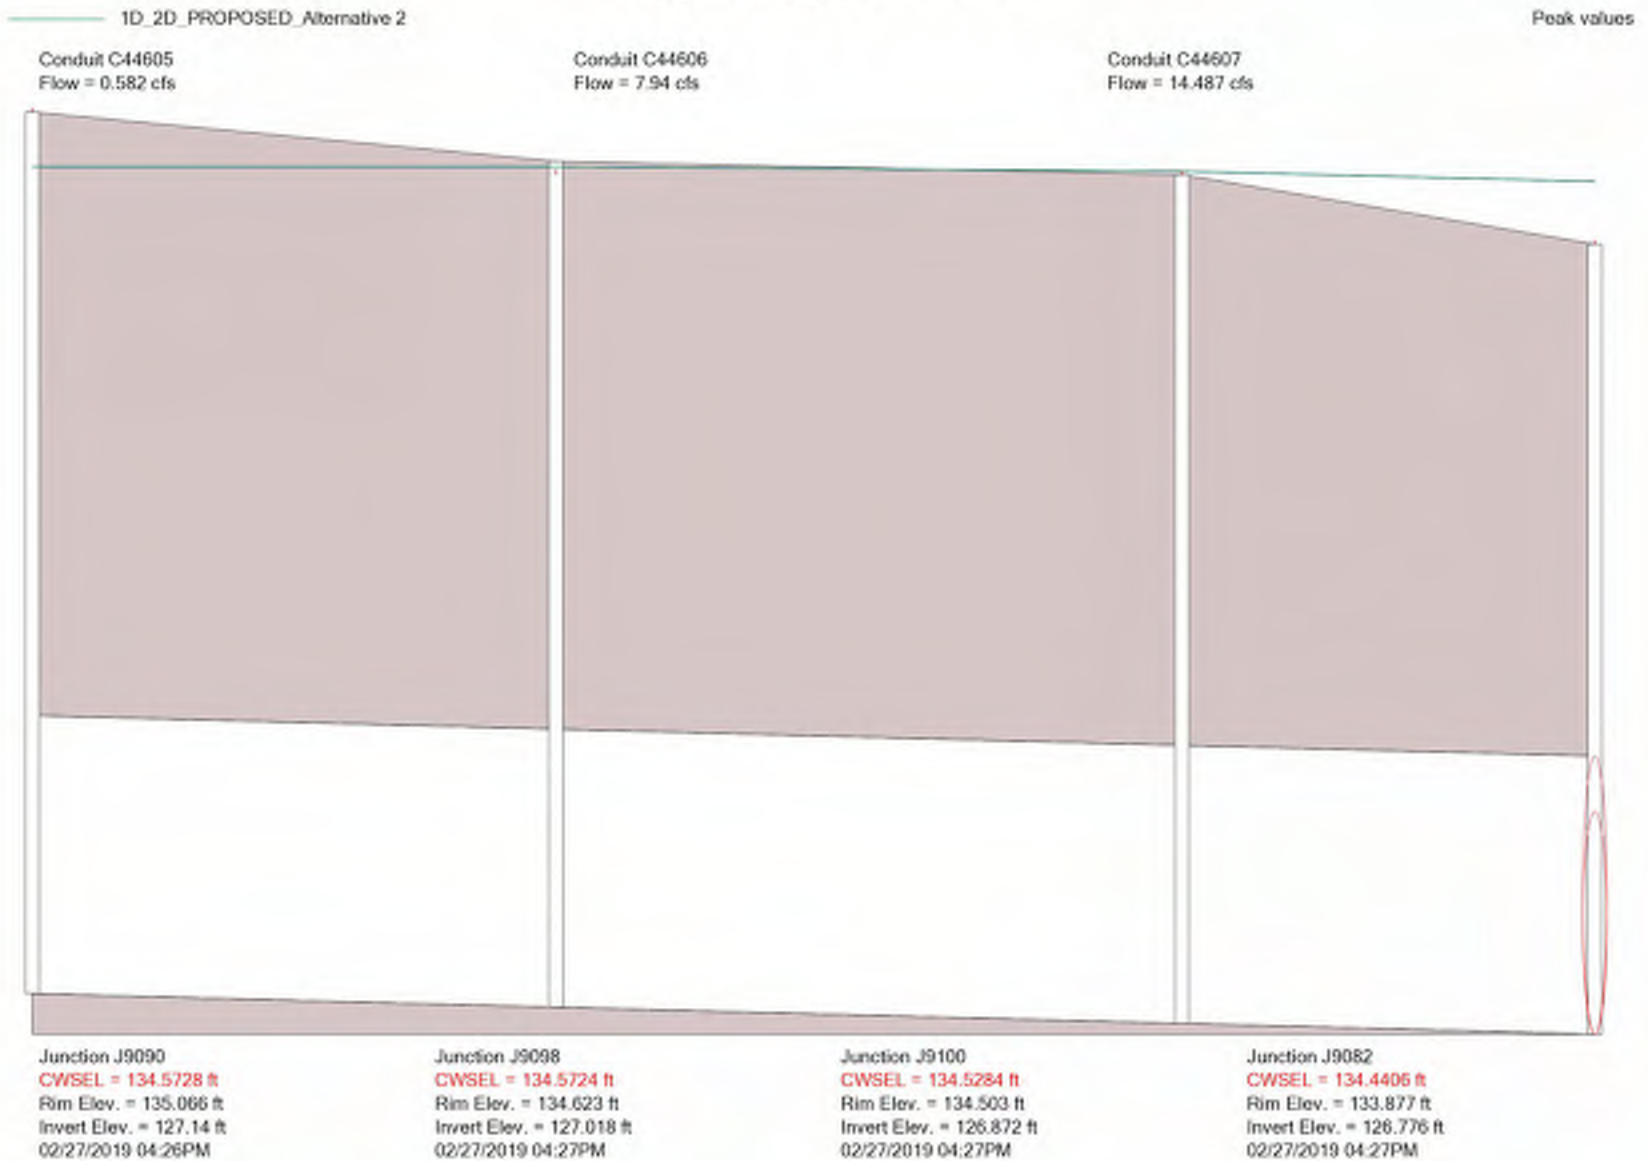 1D_2D_PROPOSED_Alternative 2
Peak values
Conduit C44605
Flow = 0.582 cfs
Conduit C44606
Flow = 7.94 cfs
Conduit C44607
Flow = 14.487 cfs
Junction J9090
CWSEL = 134.5728 ft
Rim Elev. = 135.066 ft
Invert Elev. = 127.14 ft
02/27/2019 04:26PM
Junction J9098
CWSEL = 134.5724 ft
Rim Elev. = 134.623 ft
Invert Elev. = 127.018 ft
02/27/2019 04:27PM
Junction J9100
CWSEL = 134.5284 ft
Rim Elev. = 134.503 ft
Invert Elev. = 126.872 ft
02/27/2019 04:27PM
Junction J9082
CWSEL = 134.4406 ft
Rim Elev. = 133.877 ft
Invert Elev. = 126.776 ft
02/27/2019 04:27PM